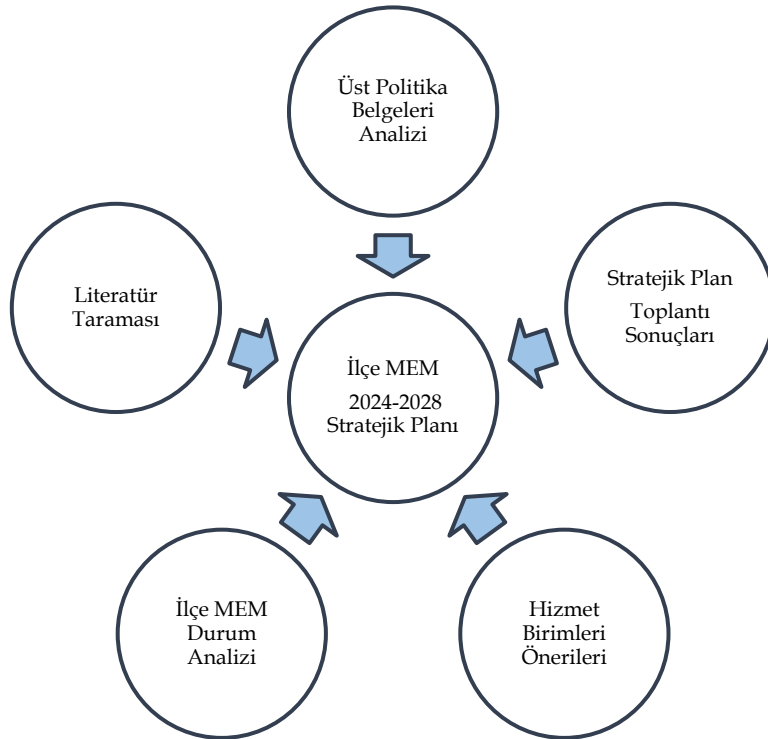 Üst Politika
Belgeleri
Analizi
Literatür
Taraması
Stratejik Plan
Toplantı
Sonuçları
İlçe MEM
2024-2028
Stratejik Planı
İlçe MEM
Durum
Analizi
Hizmet
Birimleri
Önerileri